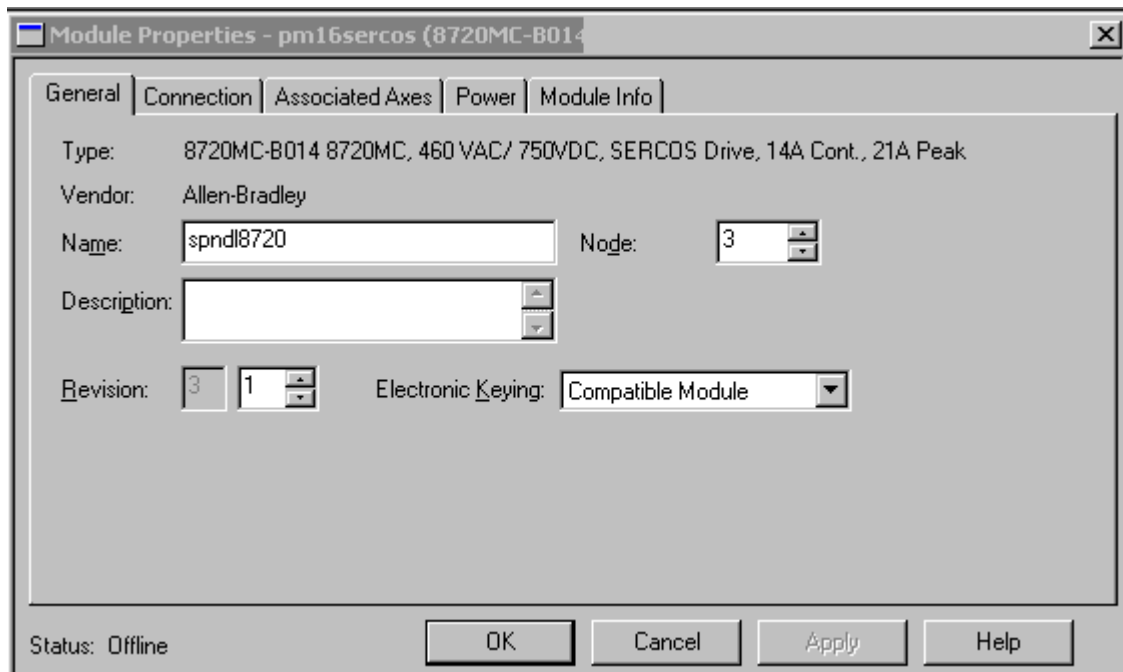 Module Properties - pm16sercos (8720MC-B014
General Connection Associated Axes Power Module Info
Type: 8720MC-B014 8720MC, 460 VAC/ 750VDC, SERCOS Drive, 14A Cont., 21A Peak
Vendor: Allen-Bradley
Name: spndl8720 Node: 3
Description:
Revision: 3 1 Electronic Keying: Compatible Module
Status: Offline OK Cancel Apply Help